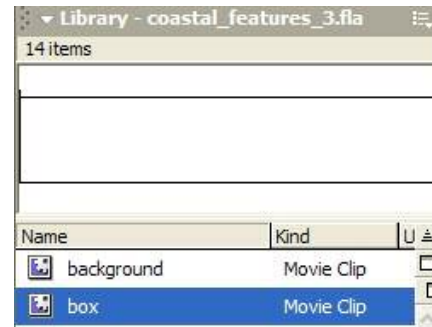 Library - coastal_features_3.fla
14 items
Name Kind U
background Movie Clip
box Movie Clip